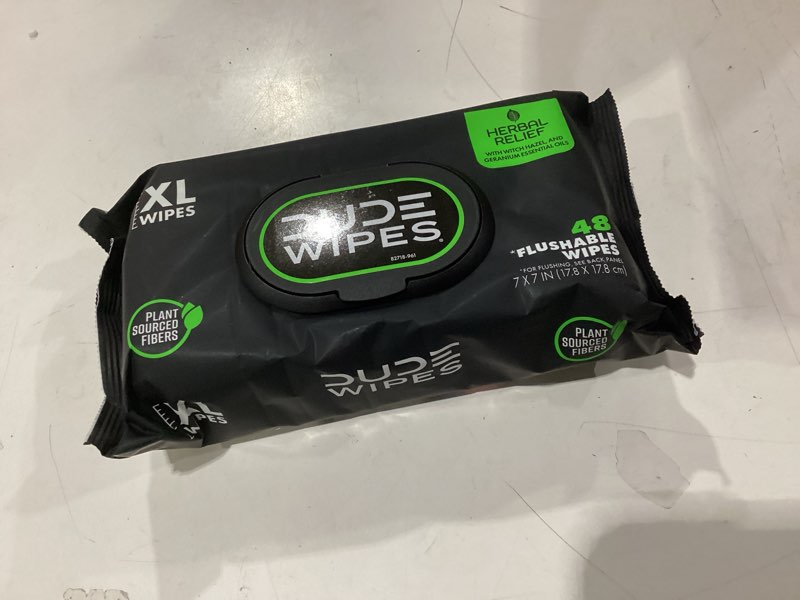 HERBAL
RELIEF
WITH WITCH HAZEL AND
GERANIUM ESSENTIAL OILS
XL
WIPES
DUDE
WIPES®
B2718-961
48
*FLUSHABLE
WIPES
*FOR FLUSHING, SEE BACK PANEL
7 X 7 IN (17.8 X 17.8 cm)
PLANT
SOURCED
FIBERS
PLANT
SOURCED
FIBERS
DUDE
WIPES
XL